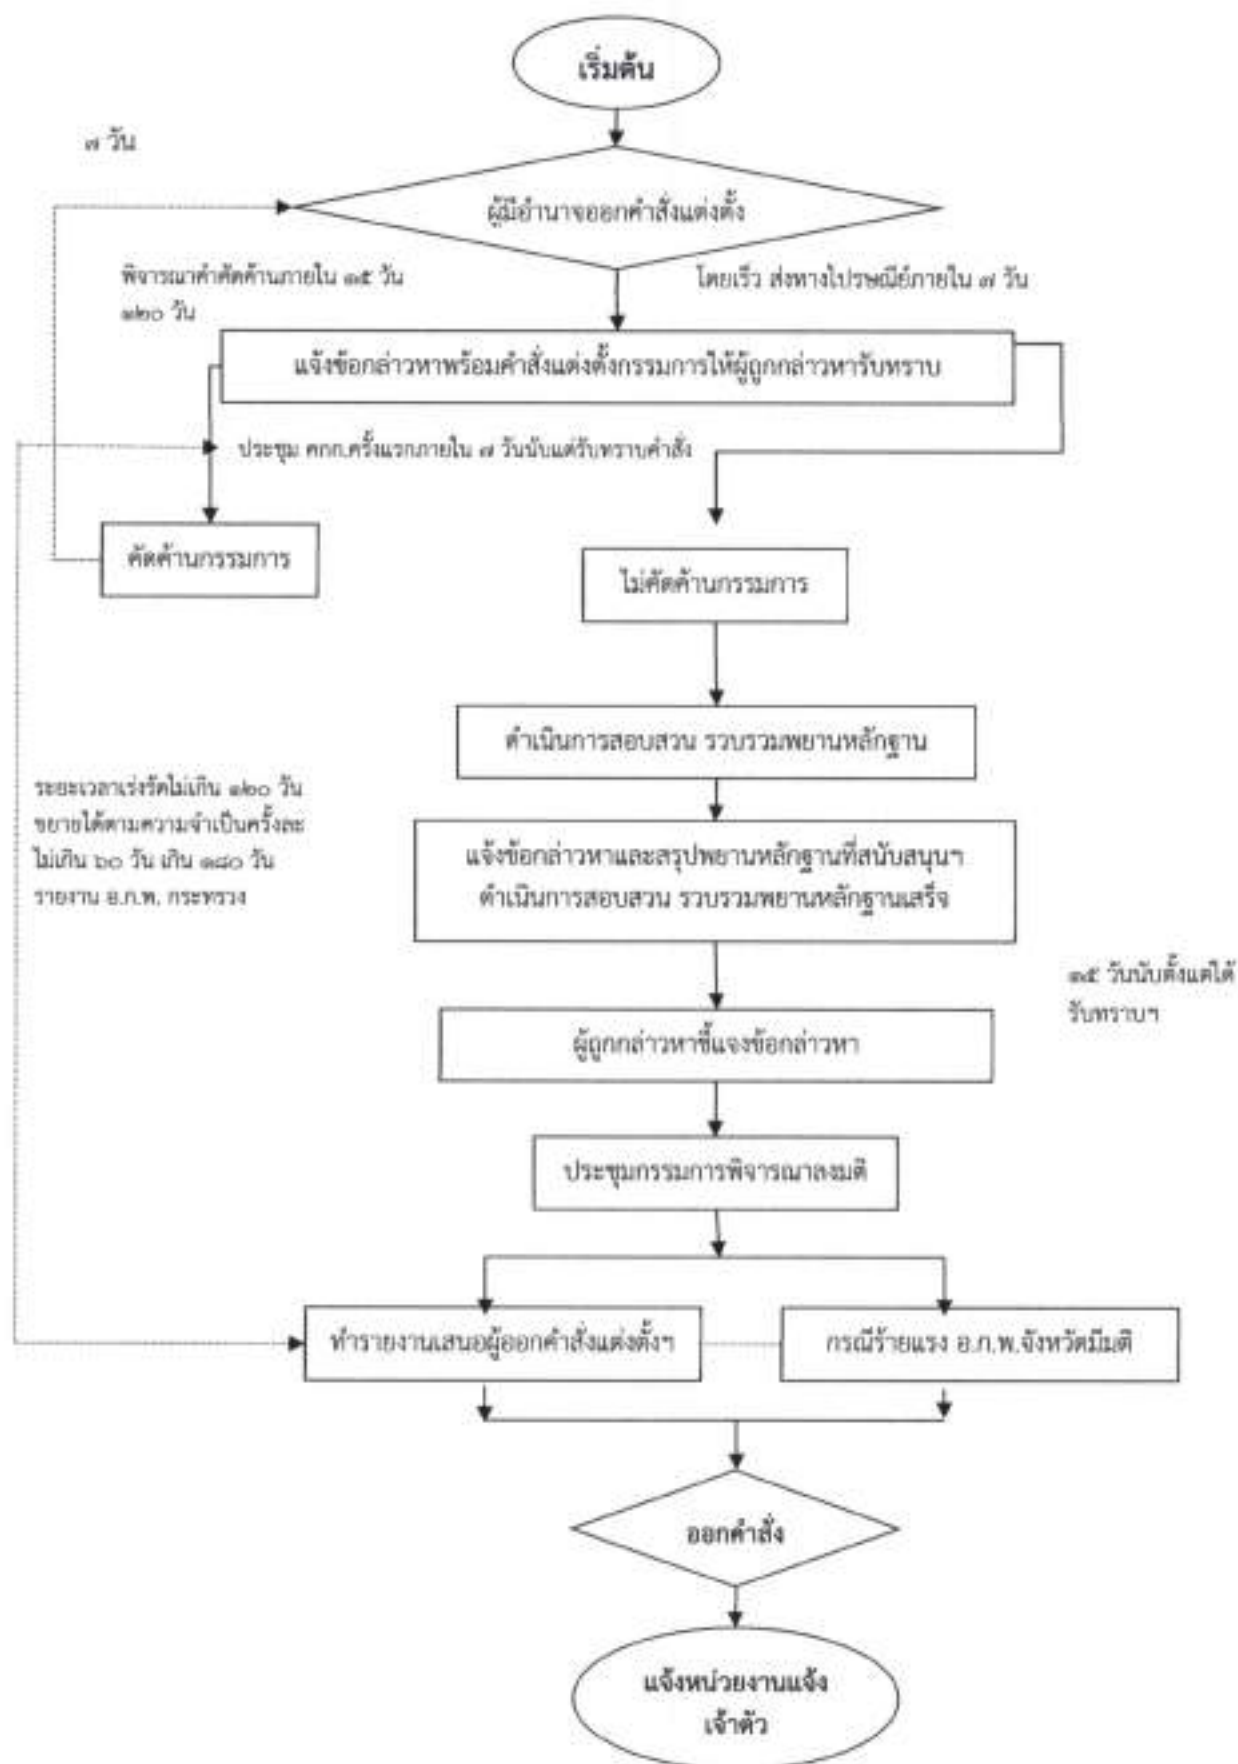 เริ่มต้น
๗ วัน
ผู้มีอำนาจออกคำสั่งแต่งตั้ง
พิจารณาคำคัดค้านภายใน ๑๕ วัน
๑๒๐ วัน
โดยเร็ว ส่งทางไปรษณีย์ภายใน ๗ วัน
แจ้งข้อกล่าวหาพร้อมคำสั่งแต่งตั้งกรรมการให้ผู้ถูกกล่าวหารับทราบ
ประชุม คกก.ครั้งแรกภายใน ๗ วันนับแต่รับทราบคำสั่ง
คัดค้านกรรมการ
ไม่คัดค้านกรรมการ
ดำเนินการสอบสวน รวบรวมพยานหลักฐาน
ระยะเวลาเร่งรัดไม่เกิน ๑๒๐ วัน
ขยายได้ตามความจำเป็นครั้งละ
ไม่เกิน ๖๐ วัน เกิน ๑๘๐ วัน
รายงาน อ.ก.พ. กระทรวง
แจ้งข้อกล่าวหาและสรุปพยานหลักฐานที่สนับสนุนฯ
ดำเนินการสอบสวน รวบรวมพยานหลักฐานเสร็จ
๑๕ วันนับตั้งแต่ได้
รับทราบฯ
ผู้ถูกกล่าวหาชี้แจงข้อกล่าวหา
ประชุมกรรมการพิจารณาลงมติ
ทำรายงานเสนอผู้ออกคำสั่งแต่งตั้งฯ
กรณีร้ายแรง อ.ก.พ.จังหวัดมีมติ
ออกคำสั่ง
แจ้งหน่วยงานแจ้ง
เจ้าตัว